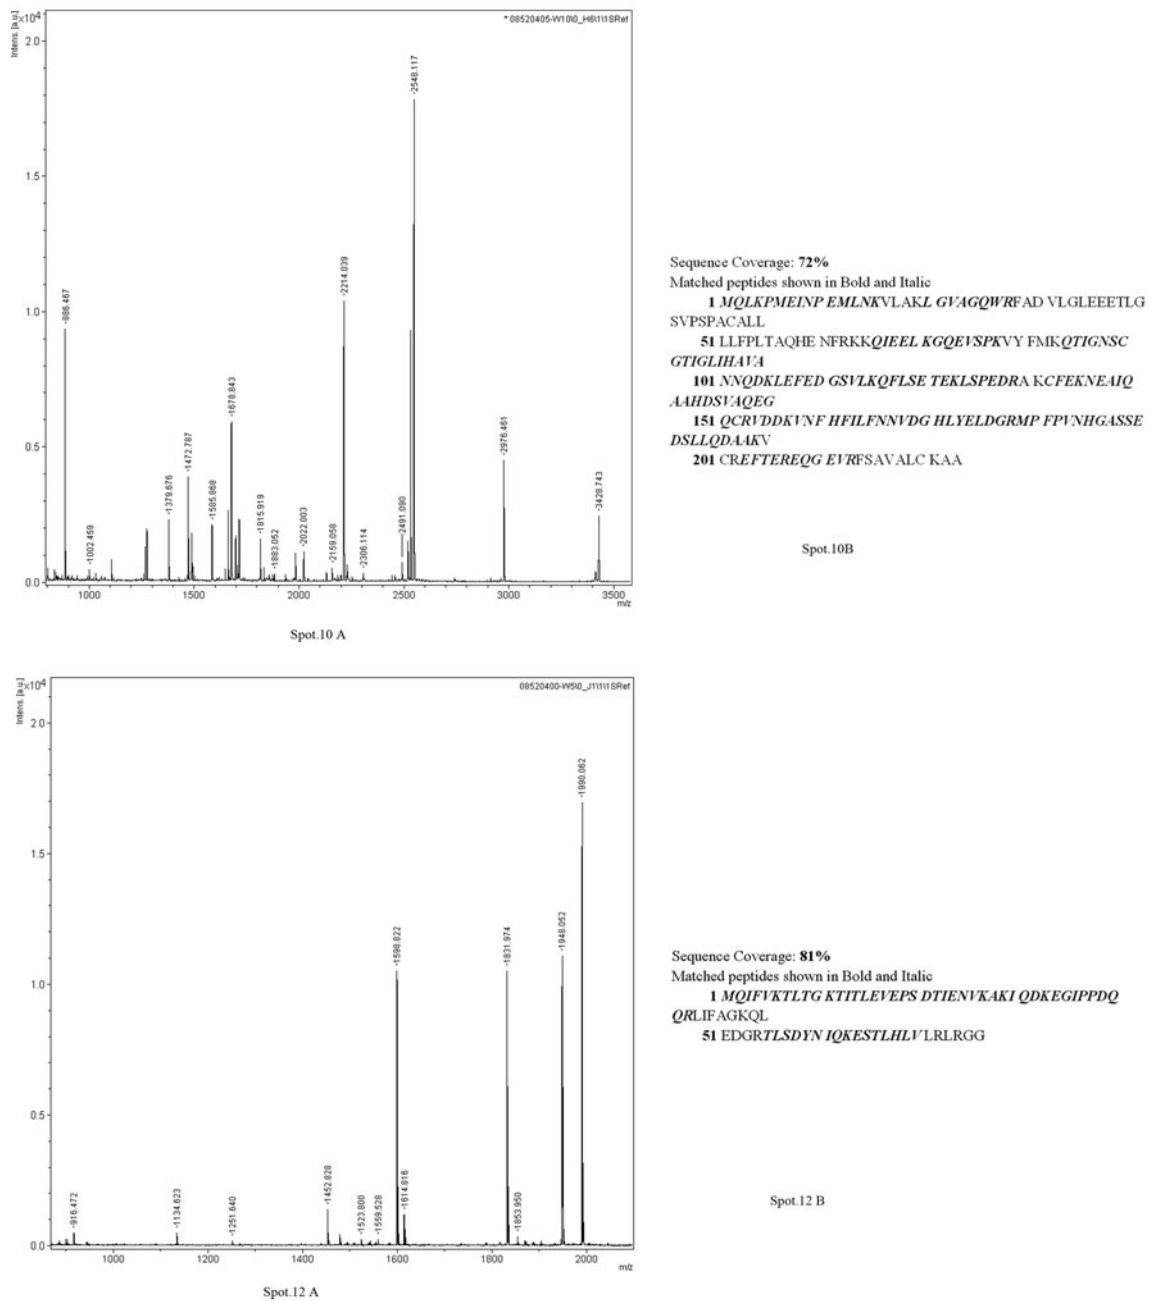 * 08520405-W10\0_H6\1\1SRef
Intens. [a.u.]
x10⁴
2.0
1.5
1.0
0.5
0.0
886.467
1002.459
1379.676
1472.787
1585.868
1678.843
1815.919
1883.052
2022.003
2159.058
2214.039
2306.114
2491.090
2548.117
2976.461
3428.743
1000 1500 2000 2500 3000 3500
m/z
Spot.10 A
Sequence Coverage: 72%
Matched peptides shown in Bold and Italic
1 MQLKPMEINP EMLNKVLAKL GVAGQWRFAD VLGLEEETLG
SVPSPACALL
51 LLFPLTAQHE NFRKKQIEEL KGQEVSPKVY FMKQTIGNSC
GTIGLIHAVA
101 NNQDKLEFED GSVLKQFLSE TEKLSPEDRA KCFEKNEAIQ
AAHDSVAQEG
151 QCRVDDKVNF HFILFNNVDG HLYELDGRMP FPVNHGASSE
DSLLQDAAKV
201 CREFTEREQG EVRFSAVALC KAA
Spot.10B
08520400-W5\0_J1\1\1SRef
Intens. [a.u.]
x10⁴
2.0
1.5
1.0
0.5
0.0
916.472
1134.623
1251.640
1452.828
1523.800
1559.528
1598.822
1614.816
1831.974
1853.950
1948.052
1990.062
1000 1200 1400 1600 1800 2000
m/z
Spot.12 A
Sequence Coverage: 81%
Matched peptides shown in Bold and Italic
1 MQIFVKTLTG KTITLEVEPS DTIENVKAKI QDKEGIPPDQ
QRLIFAGKQL
51 EDGRTLSDYN IQKESTLHLV LRLRGG
Spot.12 B